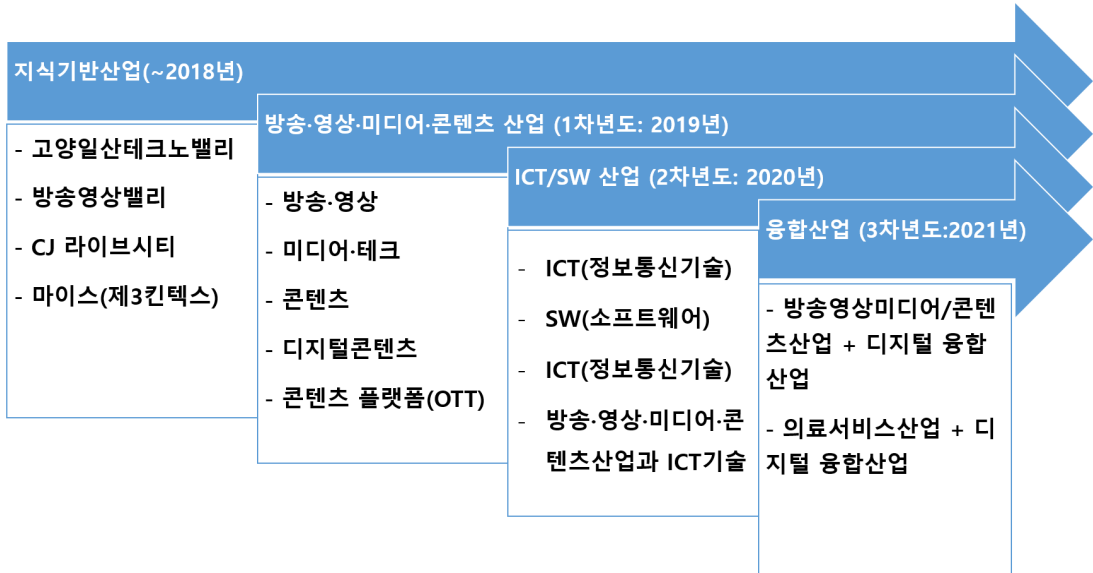 지식기반산업(~2018년)
- 고양일산테크노밸리
- 방송영상밸리
- CJ 라이브시티
- 마이스(제3킨텍스)
방송·영상·미디어·콘텐츠 산업 (1차년도: 2019년)
- 방송·영상
- 미디어·테크
- 콘텐츠
- 디지털콘텐츠
- 콘텐츠 플랫폼(OTT)
ICT/SW 산업 (2차년도: 2020년)
- ICT(정보통신기술)
- SW(소프트웨어)
- ICT(정보통신기술)
- 방송·영상·미디어·콘
텐츠산업과 ICT기술
융합산업 (3차년도:2021년)
- 방송영상미디어/콘텐
츠산업 + 디지털 융합
산업
- 의료서비스산업 + 디
지털 융합산업